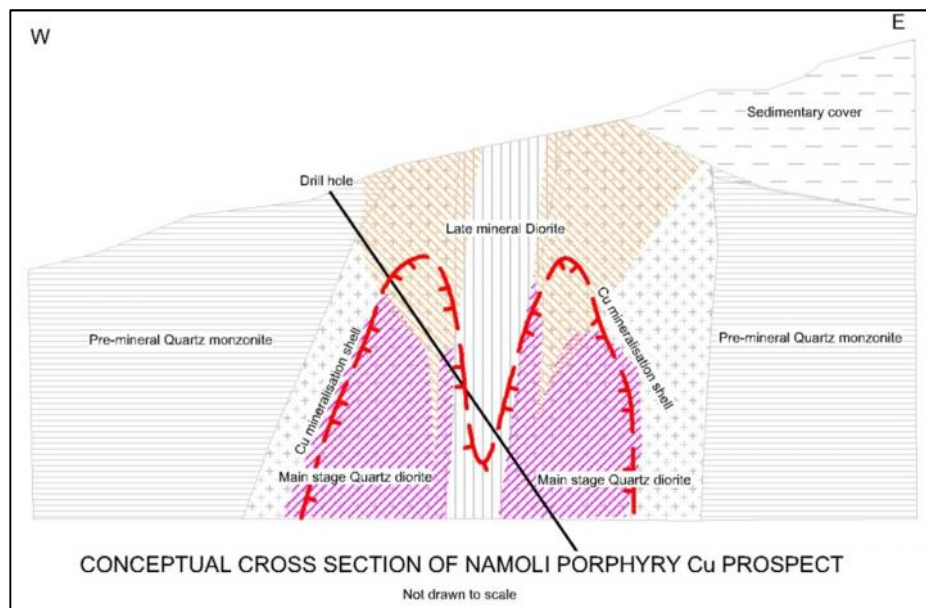 W
E
Sedimentary cover
Drill hole
Late mineral Diorite
Pre-mineral Quartz monzonite
Cu mineralisation shell
Cu mineralisation shell
Pre-mineral Quartz monzonite
Main stage Quartz diorite
Main stage Quartz diorite
CONCEPTUAL CROSS SECTION OF NAMOLI PORPHYRY Cu PROSPECT
Not drawn to scale